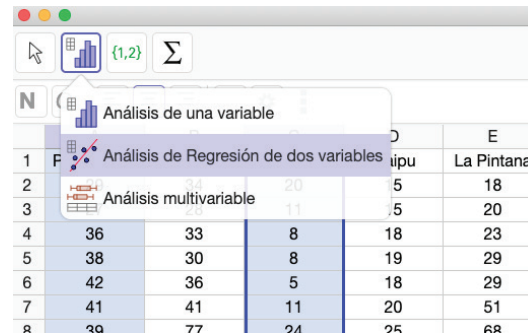 {1,2} Σ
N
Análisis de una variable
D E
1 Análisis de Regresión de dos variables La Pintana
2 34 20 15 18
3 28 11 15 20
Análisis multivariable
4 36 33 8 18 23
5 38 30 8 19 29
6 42 36 5 18 29
7 41 41 11 20 51
8 39 77 24 25 68